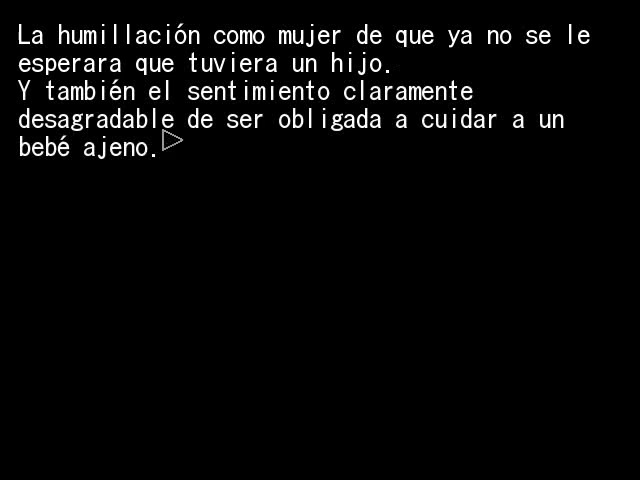 La humillación como mujer de que ya no se le
esperara que tuviera un hijo.
Y también el sentimiento claramente
desagradable de ser obligada a cuidar a un
bebé ajeno.